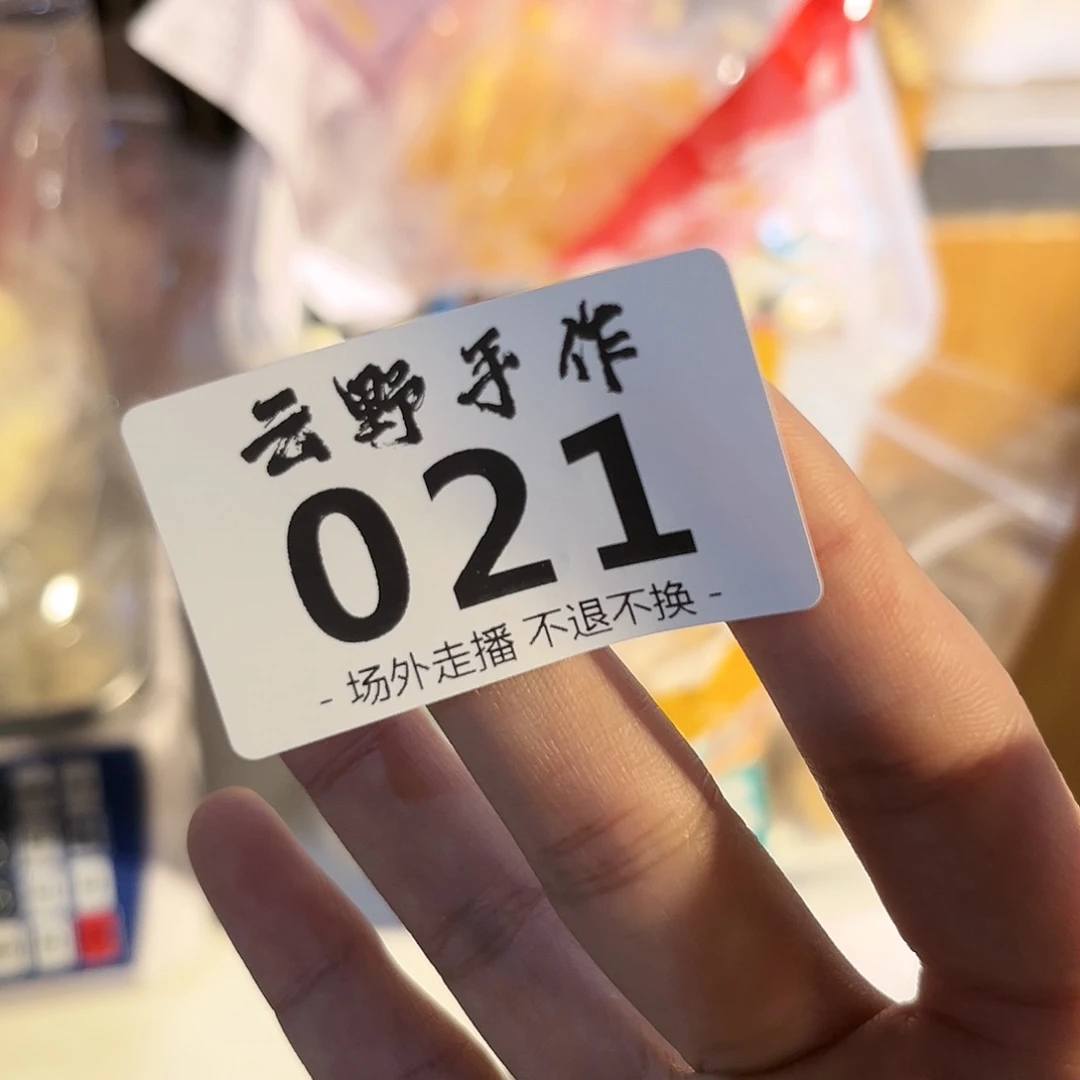 云野手作
021
- 场外走播 不退不换 -